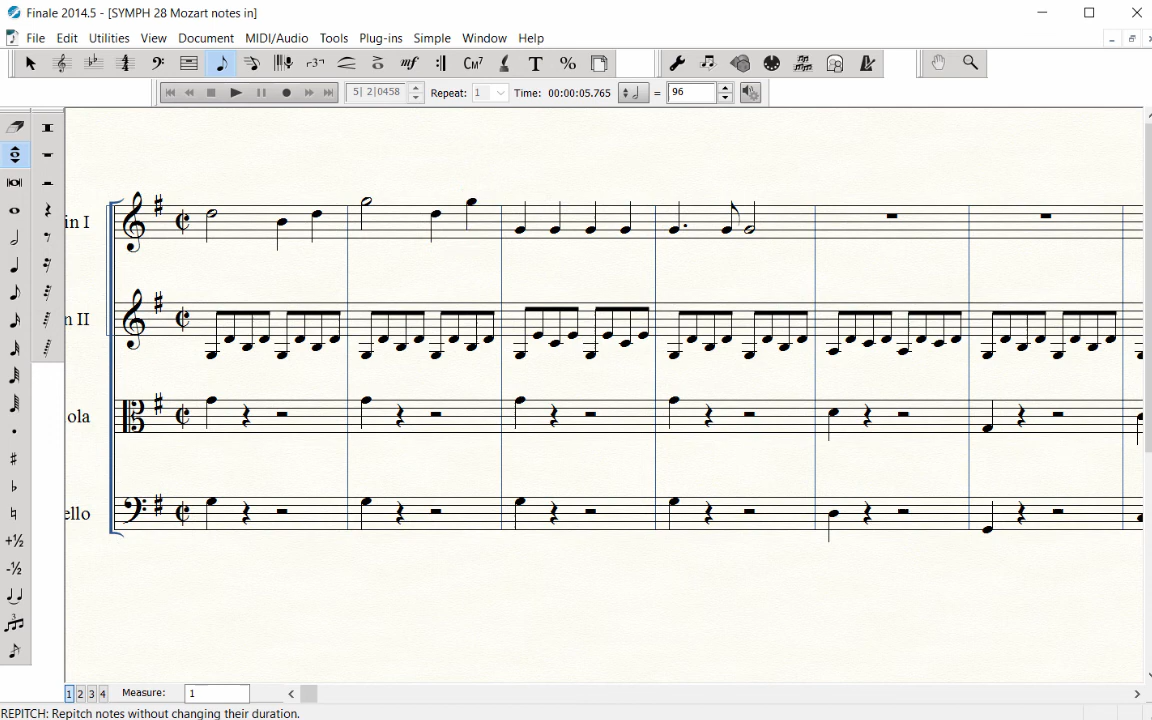 Finale 2014.5 - [SYMPH 28 Mozart notes in]
File Edit Utilities View Document MIDI/Audio Tools Plug-ins Simple Window Help
mf CM7 T %
5| 2|0458 Repeat: 1 Time: 00:00:05.765 = 96
in I
n II
ola
ello
+½
-½
1 2 3 4 Measure: 1
REPITCH: Repitch notes without changing their duration.